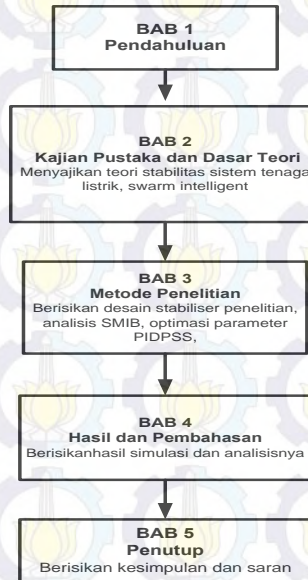 BAB 1
Pendahuluan
BAB 2
Kajian Pustaka dan Dasar Teori
Menyajikan teori stabilitas sistem tenaga
listrik, swarm intelligent
BAB 3
Metode Penelitian
Berisikan desain stabiliser penelitian,
analisis SMIB, optimasi parameter
PIDPSS,
BAB 4
Hasil dan Pembahasan
Berisikanhasil simulasi dan analisisnya
BAB 5
Penutup
Berisikan kesimpulan dan saran